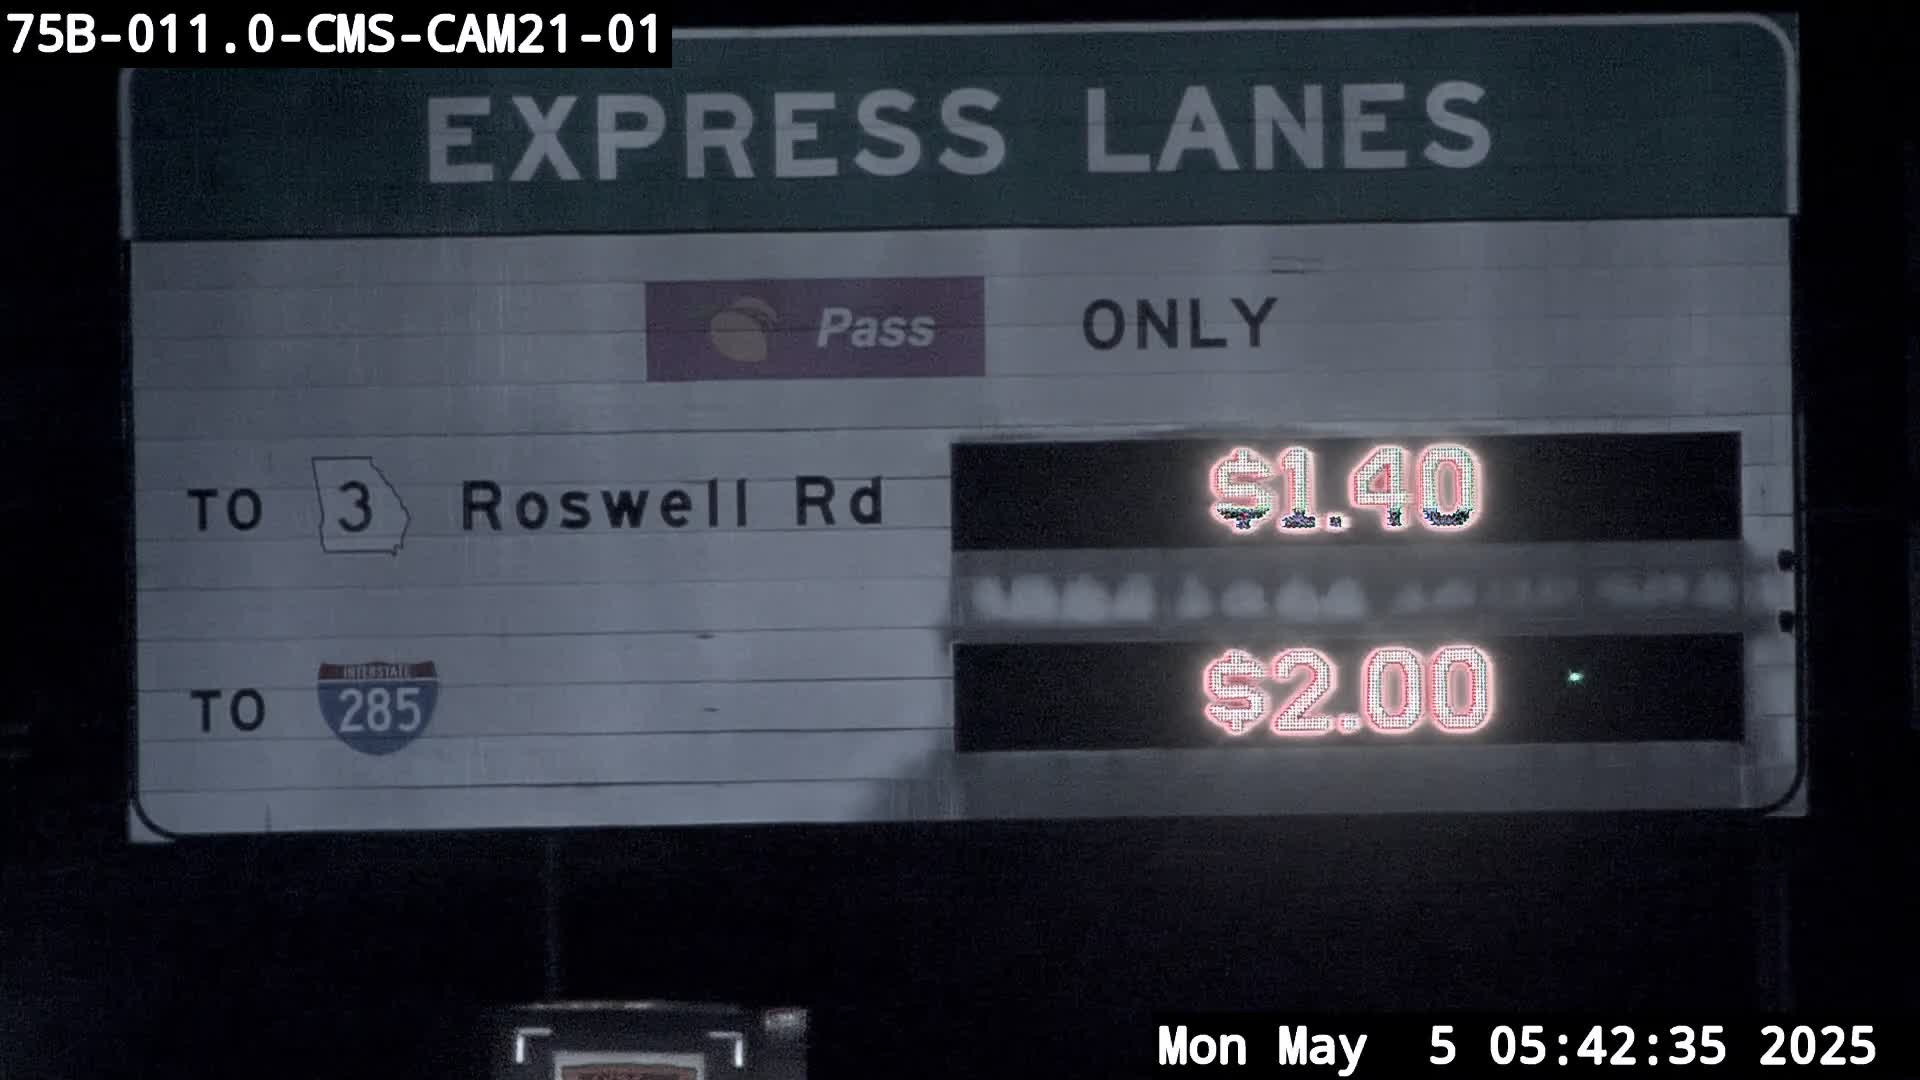 75B-011.0-CMS-CAM21-01
EXPRESS LANES
Pass ONLY
TO 3 Roswell Rd $1.40
INTERSTATE
TO 285 $2.00
Mon May 5 05:42:35 2025